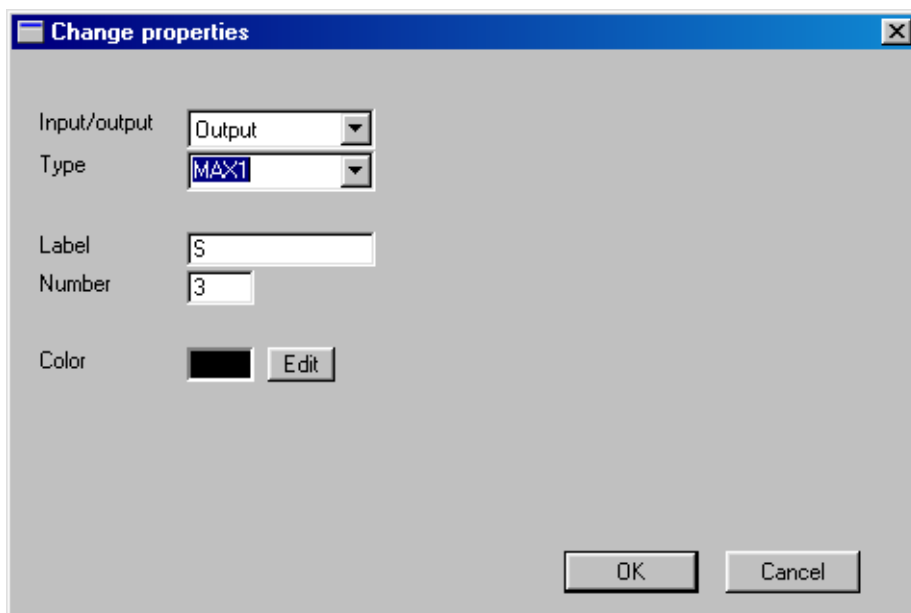 Change properties
Input/output Output
Type MAX1
Label S
Number 3
Color Edit
OK Cancel